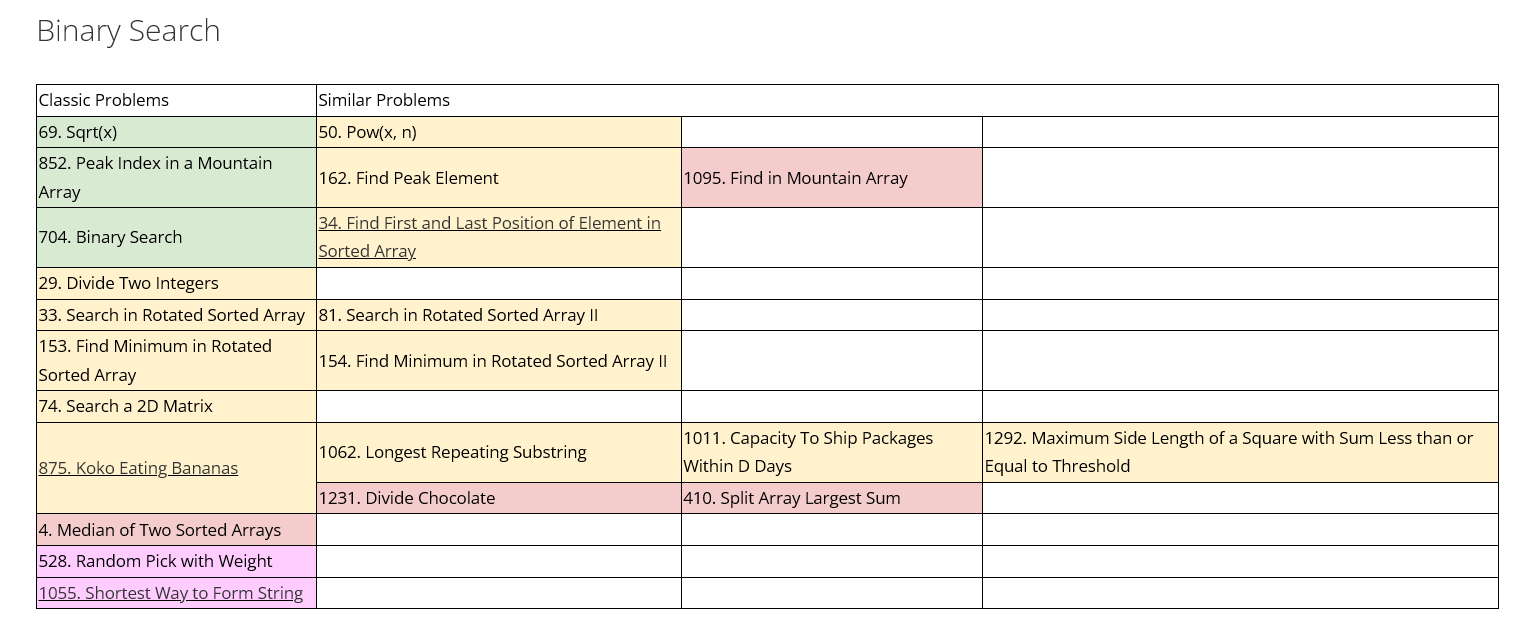 Binary Search
Classic Problems
Similar Problems
69. Sqrt(x)
50. Pow(x, n)
852. Peak Index in a Mountain
Array
162. Find Peak Element
1095. Find in Mountain Array
704. Binary Search
34. Find First and Last Position of Element in
Sorted Array
29. Divide Two Integers
33. Search in Rotated Sorted Array
81. Search in Rotated Sorted Array II
153. Find Minimum in Rotated
Sorted Array
154. Find Minimum in Rotated Sorted Array II
74. Search a 2D Matrix
875. Koko Eating Bananas
1062. Longest Repeating Substring
1011. Capacity To Ship Packages
Within D Days
1292. Maximum Side Length of a Square with Sum Less than or
Equal to Threshold
1231. Divide Chocolate
410. Split Array Largest Sum
4. Median of Two Sorted Arrays
528. Random Pick with Weight
1055. Shortest Way to Form String